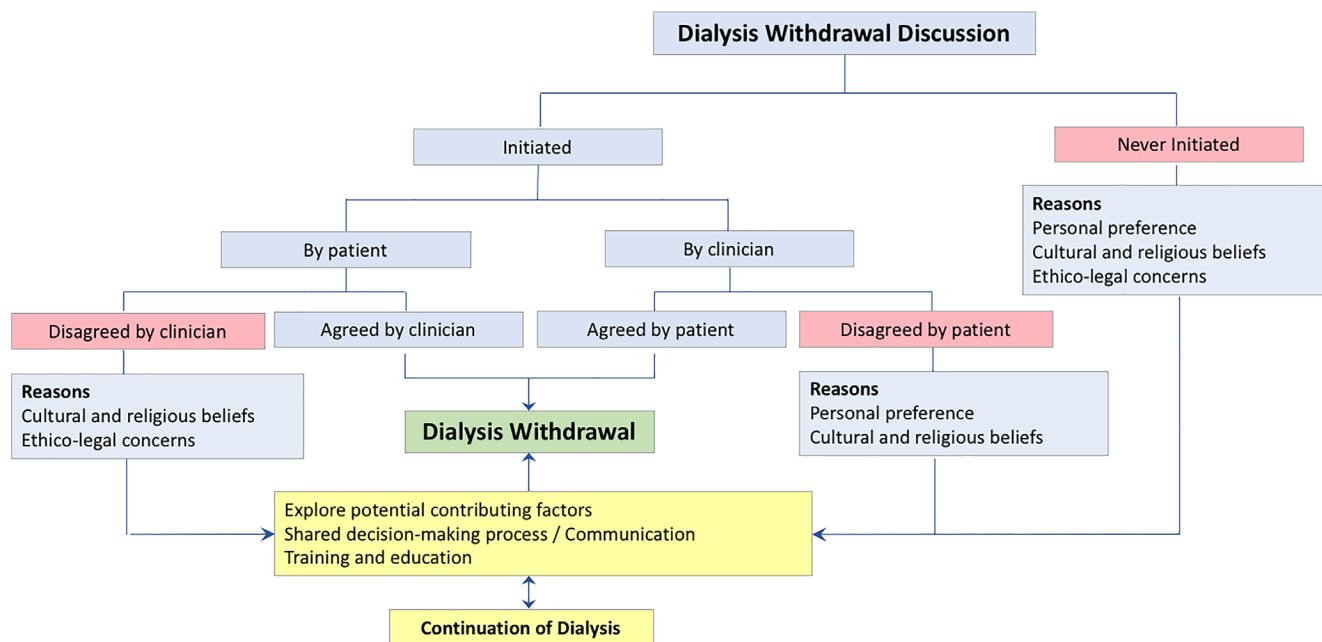 Dialysis Withdrawal Discussion
Initiated
Never Initiated
Reasons
Personal preference
Cultural and religious beliefs
Ethico-legal concerns
By patient
By clinician
Disagreed by clinician
Agreed by clinician
Agreed by patient
Disagreed by patient
Reasons
Cultural and religious beliefs
Ethico-legal concerns
Reasons
Personal preference
Cultural and religious beliefs
Dialysis Withdrawal
Explore potential contributing factors
Shared decision-making process / Communication
Training and education
Continuation of Dialysis